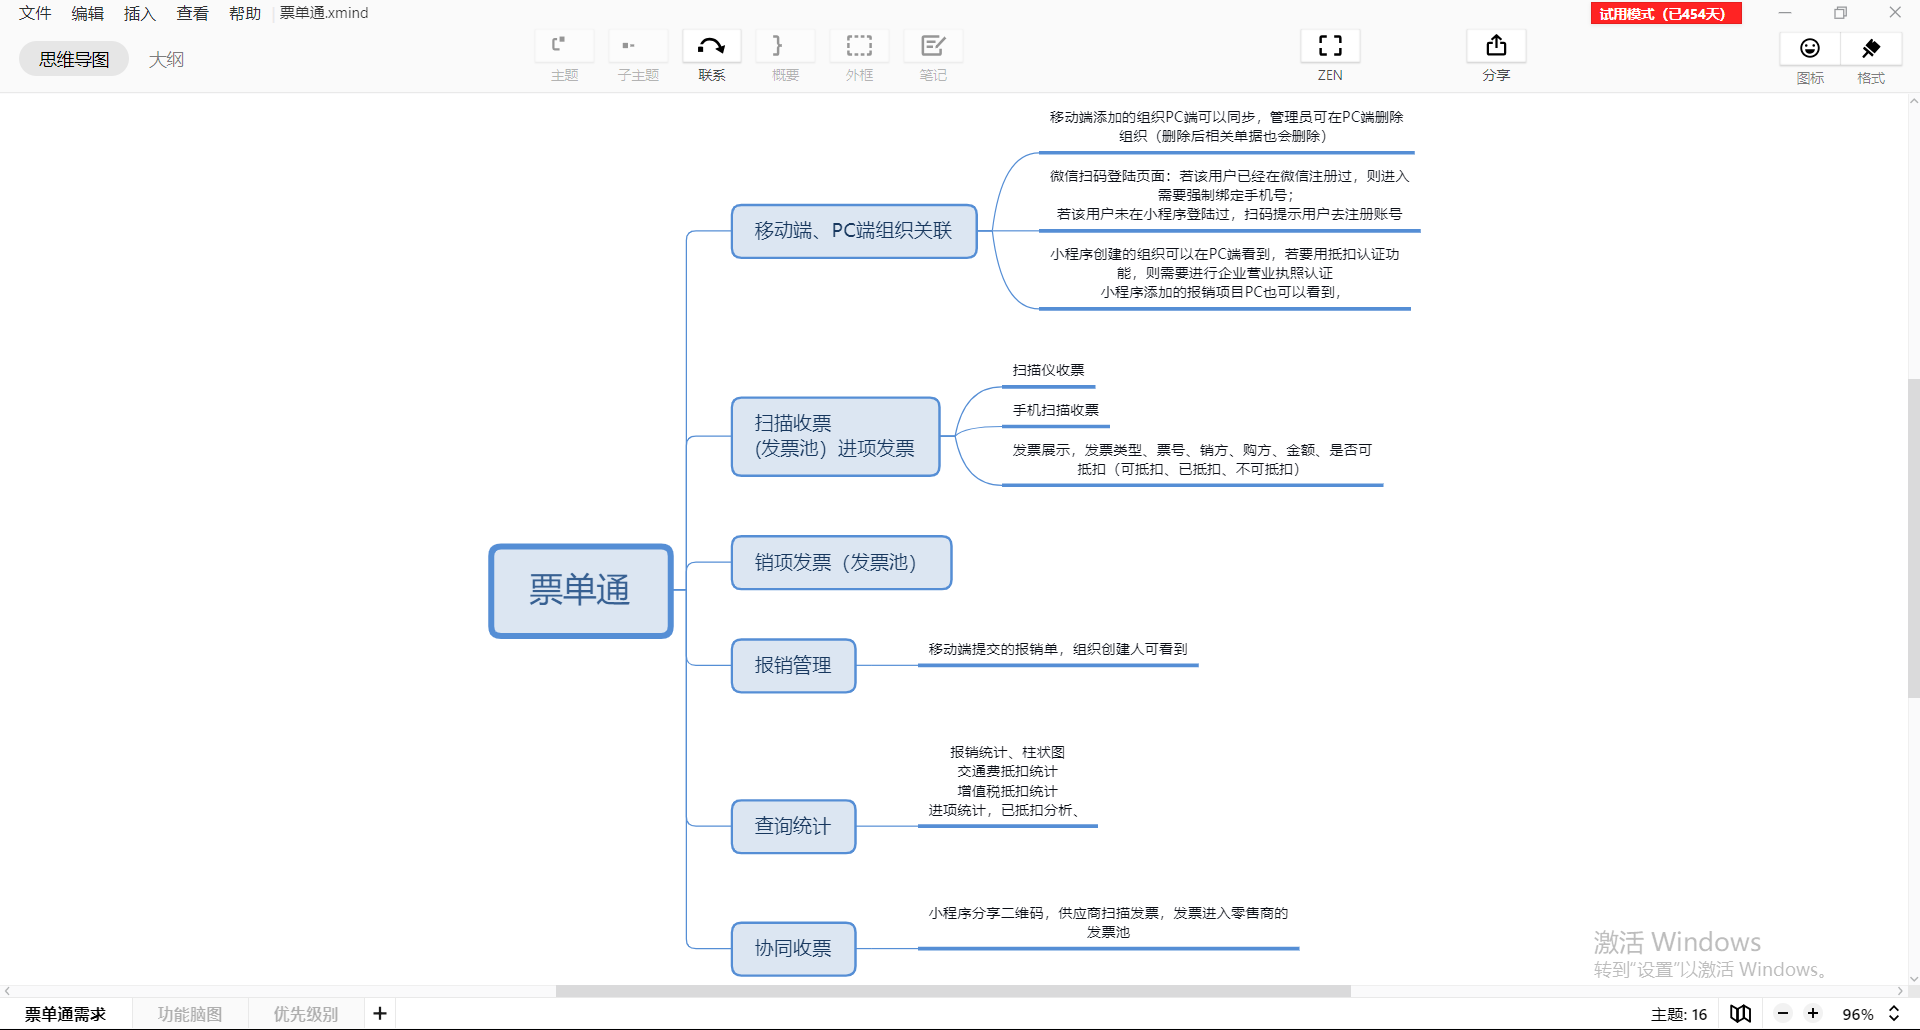 文件 编辑 插入 查看 帮助 票单通.xmind
试用模式（已454天）
思维导图 大纲
主题 子主题 联系 概要 外框 笔记 ZEN 分享 图标 格式
移动端添加的组织PC端可以同步，管理员可在PC端删除
组织（删除后相关单据也会删除）
微信扫码登陆页面：若该用户已经在微信注册过，则进入
需要强制绑定手机号；
若该用户未在小程序登陆过，扫码提示用户去注册账号
移动端、PC端组织关联
小程序创建的组织可以在PC端看到，若要用抵扣认证功
能，则需要进行企业营业执照认证
小程序添加的报销项目PC也可以看到，
扫描仪收票
手机扫描收票
扫描收票
(发票池）进项发票
发票展示，发票类型、票号、销方、购方、金额、是否可
抵扣（可抵扣、已抵扣、不可抵扣）
销项发票（发票池）
票单通
报销管理
移动端提交的报销单，组织创建人可看到
报销统计、柱状图
交通费抵扣统计
增值税抵扣统计
进项统计，已抵扣分析、
查询统计
小程序分享二维码，供应商扫描发票，发票进入零售商的
发票池
协同收票
激活 Windows
转到“设置”以激活 Windows。
票单通需求 功能脑图 优先级别
主题: 16 96%